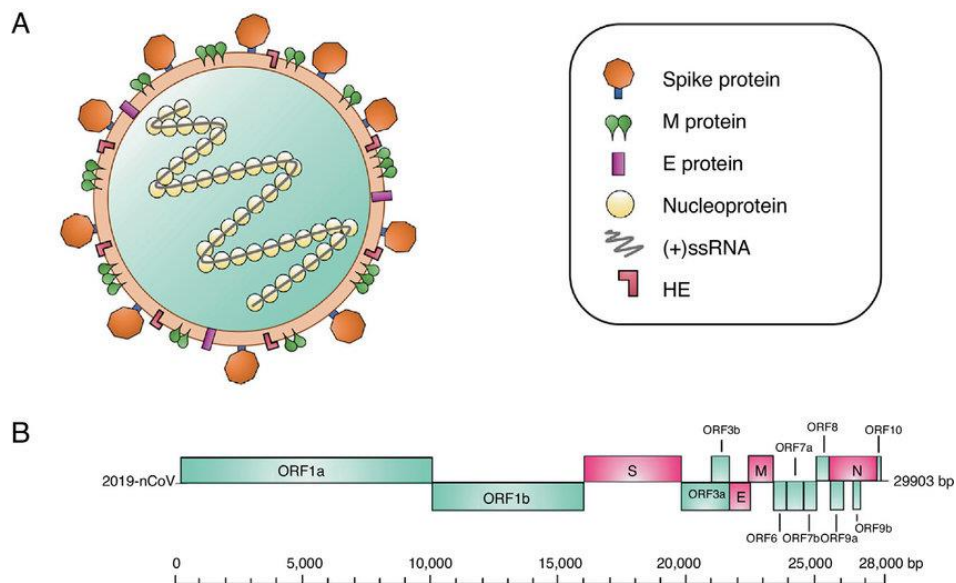 A
Spike protein
M protein
E protein
Nucleoprotein
(+)ssRNA
HE
B
ORF3b ORF7a ORF8 ORF10
2019-nCoV ORF1a S M N 29903 bp
ORF1b ORF3a E
ORF6 ORF7b ORF9a ORF9b
0 5,000 10,000 15,000 20,000 25,000 28,000 bp